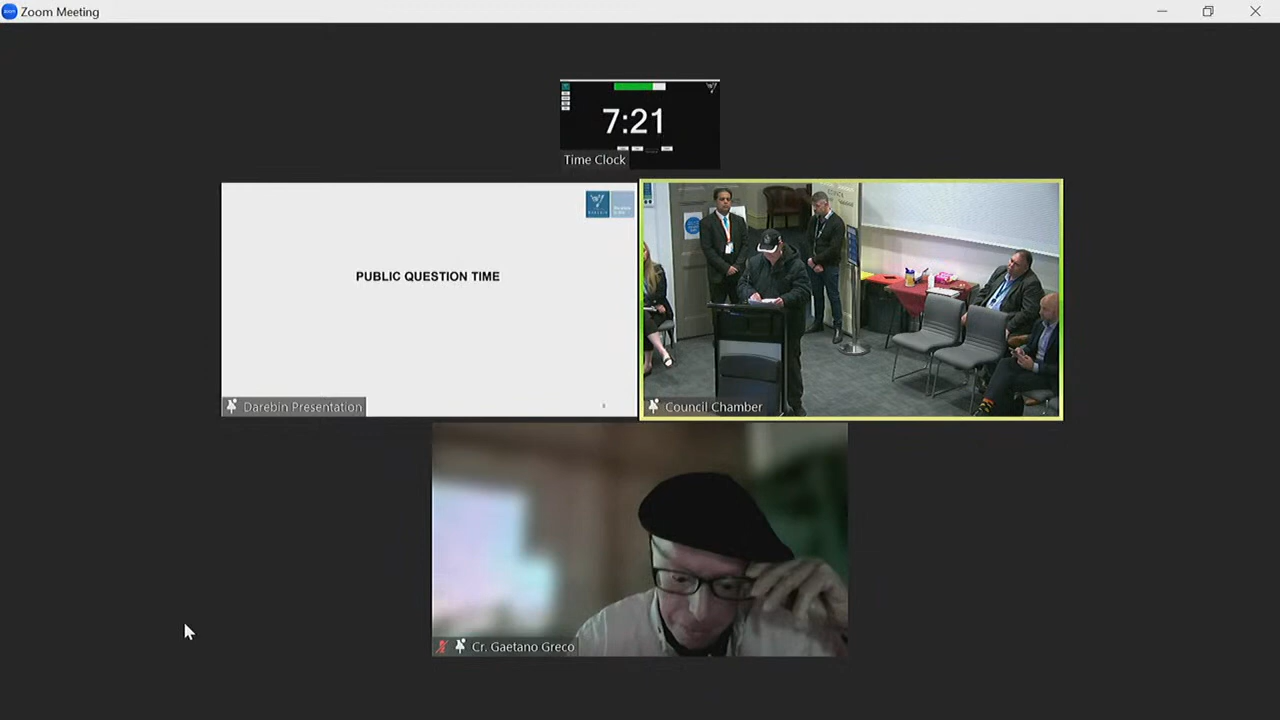 Zoom Meeting
7:21
Time Clock
PUBLIC QUESTION TIME
Darebin Presentation
Council Chamber
Cr. Gaetano Greco